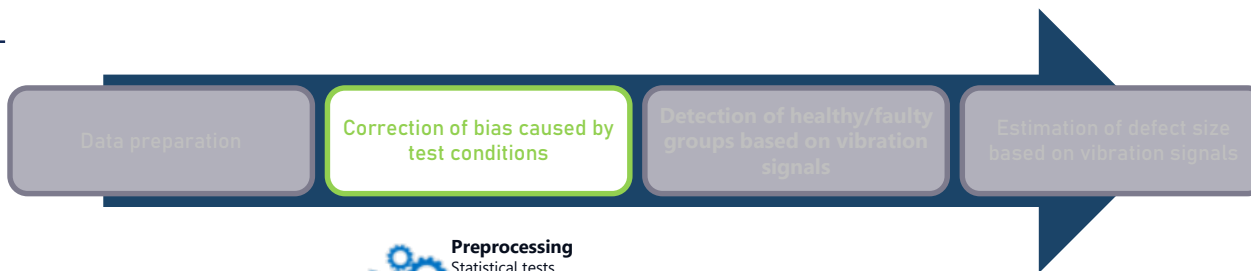 Data preparation
Correction of bias caused by
test conditions
Detection of healthy/faulty
groups based on vibration
signals
Estimation of defect size
based on vibration signals
Preprocessing
Statistical tests